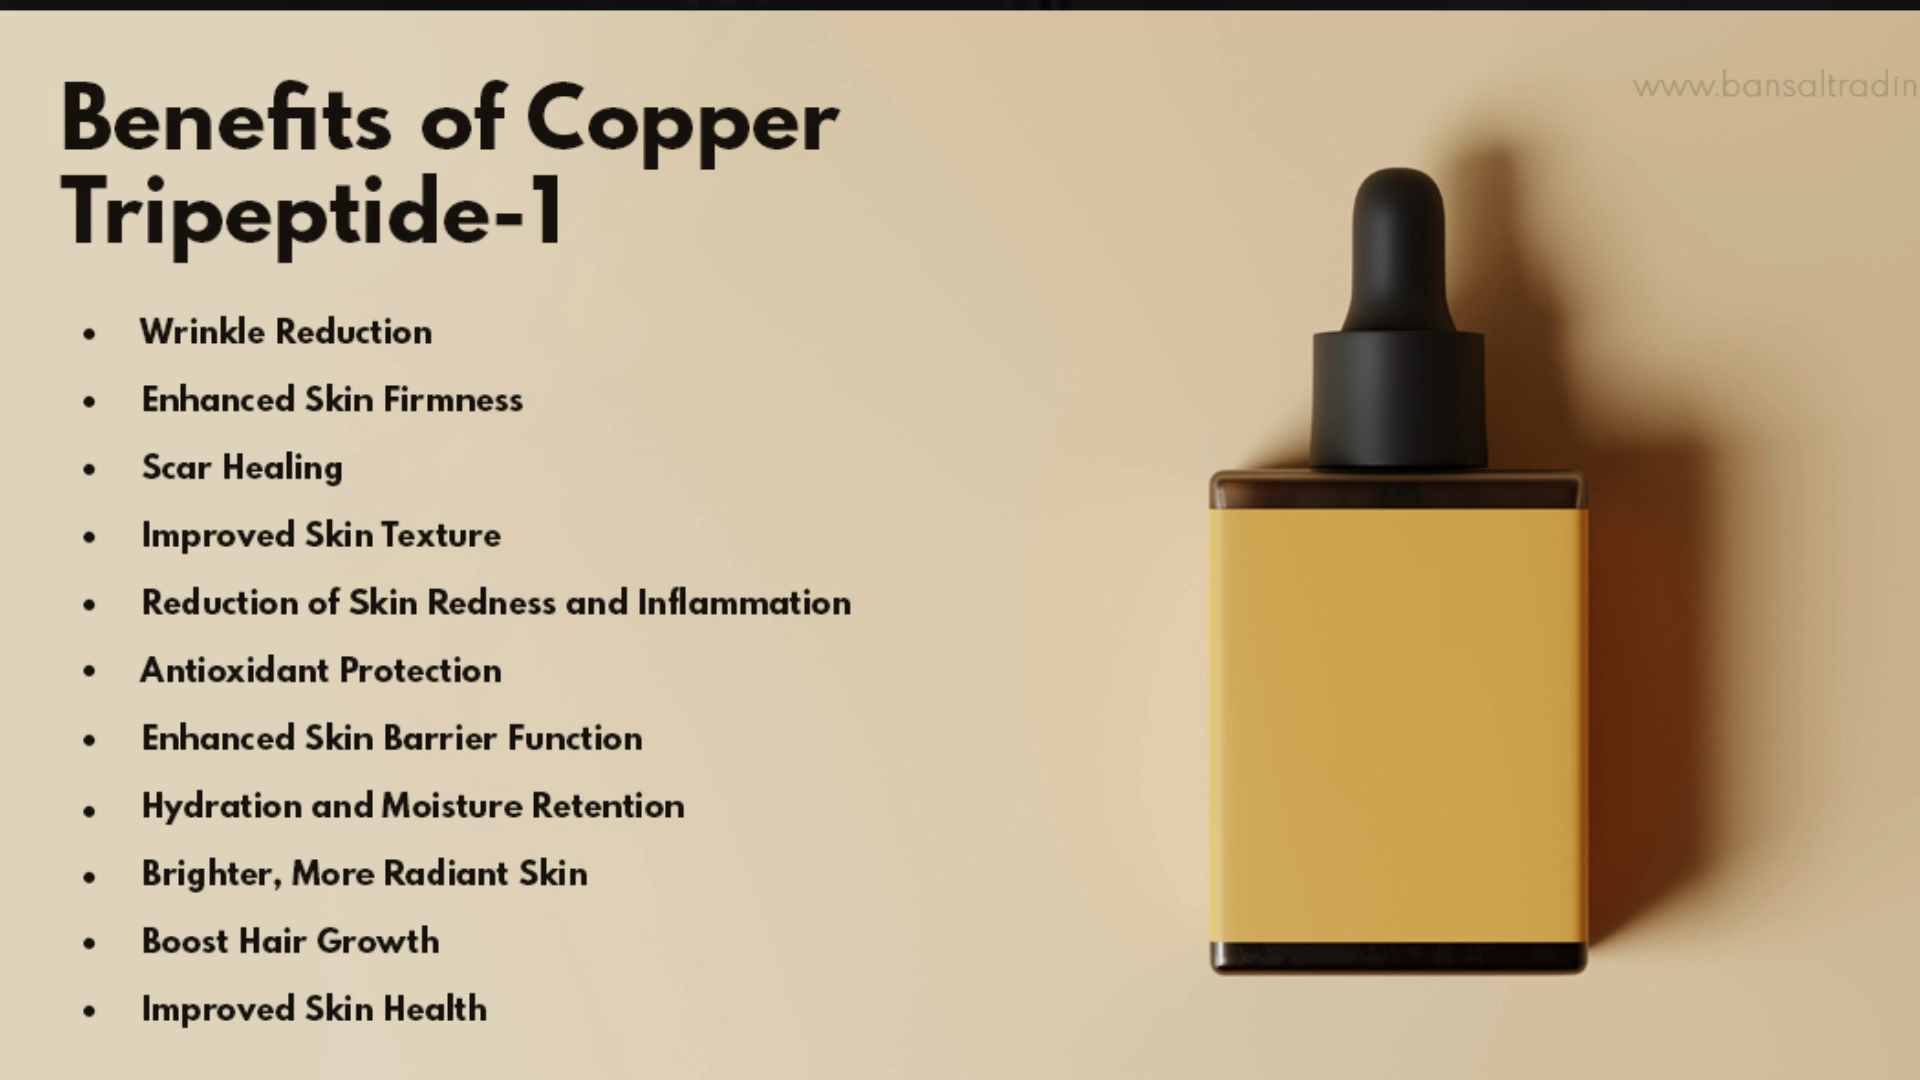 Benefits of Copper
Tripeptide-1
www.bansaltradin
• Wrinkle Reduction
• Enhanced Skin Firmness
• Scar Healing
• Improved Skin Texture
• Reduction of Skin Redness and Inflammation
• Antioxidant Protection
• Enhanced Skin Barrier Function
• Hydration and Moisture Retention
• Brighter, More Radiant Skin
• Boost Hair Growth
• Improved Skin Health